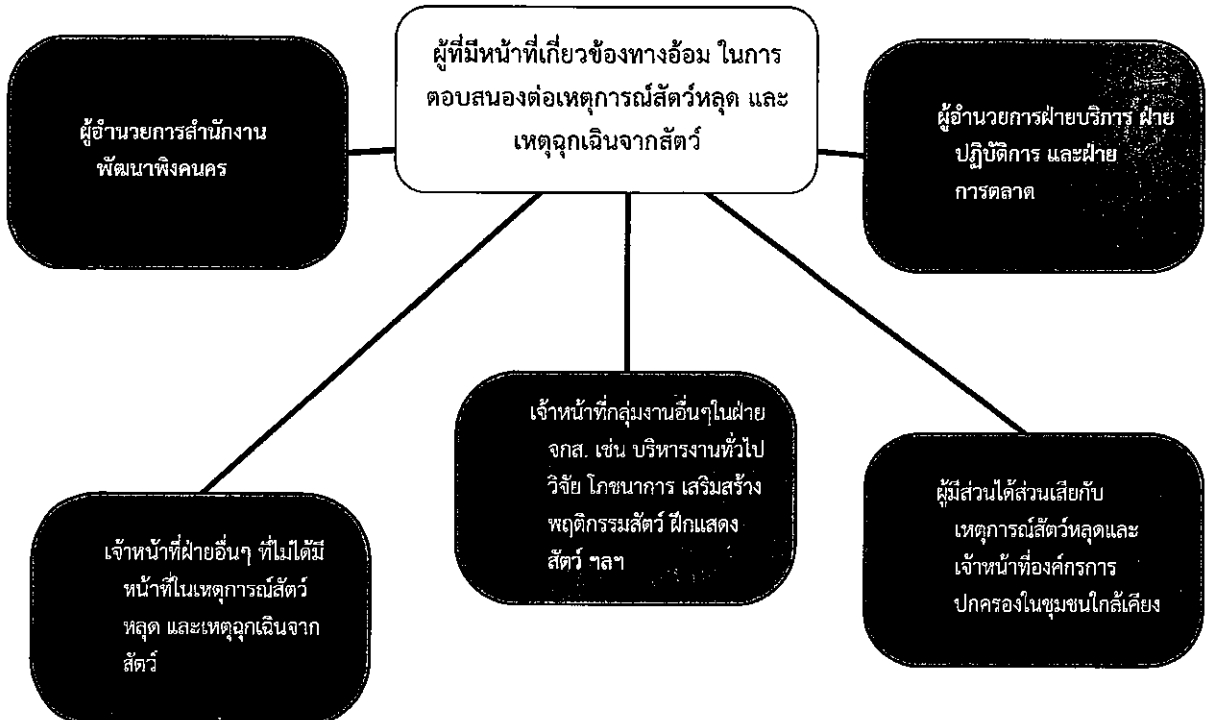 ผู้ที่มีหน้าที่เกี่ยวข้องทางอ้อม ในการ
ตอบสนองต่อเหตุการณ์สัตว์หลุด และ
เหตุฉุกเฉินจากสัตว์
ผู้อำนวยการสำนักงาน
พัฒนาพิงคนคร
ผู้อำนวยการฝ่ายบริการ ฝ่าย
ปฏิบัติการ และฝ่าย
การตลาด
เจ้าหน้าที่ฝ่ายอื่นๆ ที่ไม่ได้มี
หน้าที่ในเหตุการณ์สัตว์
หลุด และเหตุฉุกเฉินจาก
สัตว์
เจ้าหน้าที่กลุ่มงานอื่นๆในฝ่าย
จกส. เช่น บริหารงานทั่วไป
วิจัย โภชนาการ เสริมสร้าง
พฤติกรรมสัตว์ ฝึกแสดง
สัตว์ ฯลฯ
ผู้มีส่วนได้ส่วนเสียกับ
เหตุการณ์สัตว์หลุดและ
เจ้าหน้าที่องค์กรการ
ปกครองในชุมชนใกล้เคียง